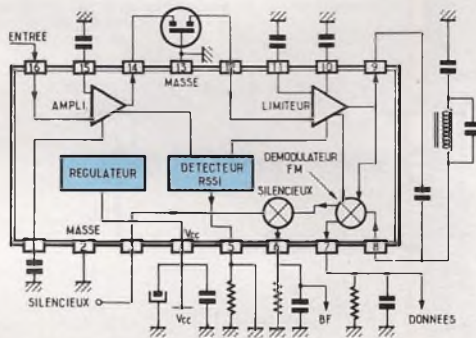 ENTREE
16 15 14 13 12 11 10 9
MASSE
AMPLI.
LIMITEUR
REGULATEUR
DETECTEUR
RSSI
DEMODULATEUR
FM
SILENCIEUX
MASSE
Vcc
1 2 3 4 5 6 7 8
SILENCIEUX
Vcc
BF
DONNEES